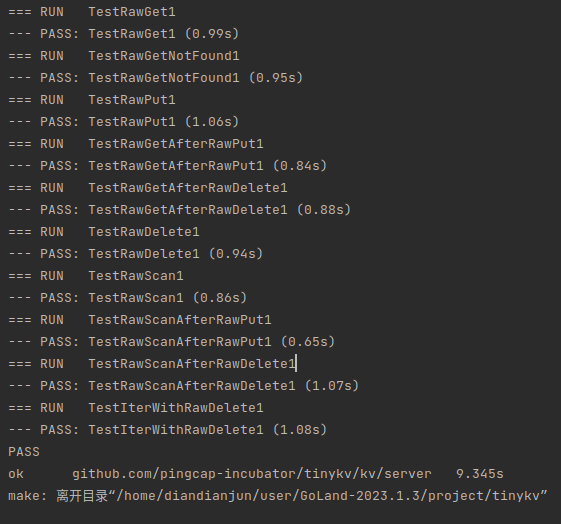 === RUN   TestRawGet1
--- PASS: TestRawGet1 (0.99s)
=== RUN   TestRawGetNotFound1
--- PASS: TestRawGetNotFound1 (0.95s)
=== RUN   TestRawPut1
--- PASS: TestRawPut1 (1.06s)
=== RUN   TestRawGetAfterRawPut1
--- PASS: TestRawGetAfterRawPut1 (0.84s)
=== RUN   TestRawGetAfterRawDelete1
--- PASS: TestRawGetAfterRawDelete1 (0.88s)
=== RUN   TestRawDelete1
--- PASS: TestRawDelete1 (0.94s)
=== RUN   TestRawScan1
--- PASS: TestRawScan1 (0.86s)
=== RUN   TestRawScanAfterRawPut1
--- PASS: TestRawScanAfterRawPut1 (0.65s)
=== RUN   TestRawScanAfterRawDelete1
--- PASS: TestRawScanAfterRawDelete1 (1.07s)
=== RUN   TestIterWithRawDelete1
--- PASS: TestIterWithRawDelete1 (1.08s)
PASS
ok      github.com/pingcap-incubator/tinykv/kv/server   9.345s
make: 离开目录“/home/diandianjun/user/GoLand-2023.1.3/project/tinykv”